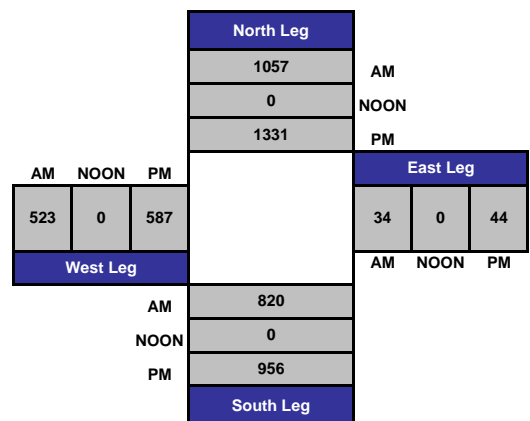 North Leg
1057 AM
0 NOON
1331 PM
AM NOON PM
East Leg
523 0 587
34 0 44
West Leg
AM NOON PM
AM 820
NOON 0
PM 956
South Leg